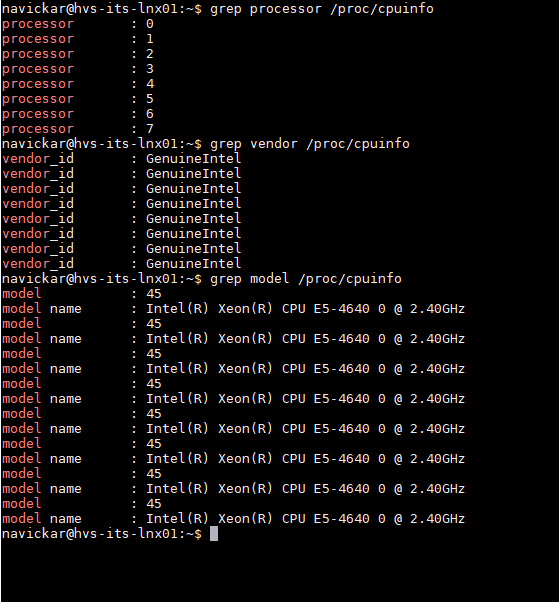 navickar@hvs-its-lnx01:~$ grep processor /proc/cpuinfo
processor       : 0
processor       : 1
processor       : 2
processor       : 3
processor       : 4
processor       : 5
processor       : 6
processor       : 7
navickar@hvs-its-lnx01:~$ grep vendor /proc/cpuinfo
vendor_id       : GenuineIntel
vendor_id       : GenuineIntel
vendor_id       : GenuineIntel
vendor_id       : GenuineIntel
vendor_id       : GenuineIntel
vendor_id       : GenuineIntel
vendor_id       : GenuineIntel
vendor_id       : GenuineIntel
navickar@hvs-its-lnx01:~$ grep model /proc/cpuinfo
model           : 45
model name      : Intel(R) Xeon(R) CPU E5-4640 0 @ 2.40GHz
model           : 45
model name      : Intel(R) Xeon(R) CPU E5-4640 0 @ 2.40GHz
model           : 45
model name      : Intel(R) Xeon(R) CPU E5-4640 0 @ 2.40GHz
model           : 45
model name      : Intel(R) Xeon(R) CPU E5-4640 0 @ 2.40GHz
model           : 45
model name      : Intel(R) Xeon(R) CPU E5-4640 0 @ 2.40GHz
model           : 45
model name      : Intel(R) Xeon(R) CPU E5-4640 0 @ 2.40GHz
model           : 45
model name      : Intel(R) Xeon(R) CPU E5-4640 0 @ 2.40GHz
model           : 45
model name      : Intel(R) Xeon(R) CPU E5-4640 0 @ 2.40GHz
navickar@hvs-its-lnx01:~$